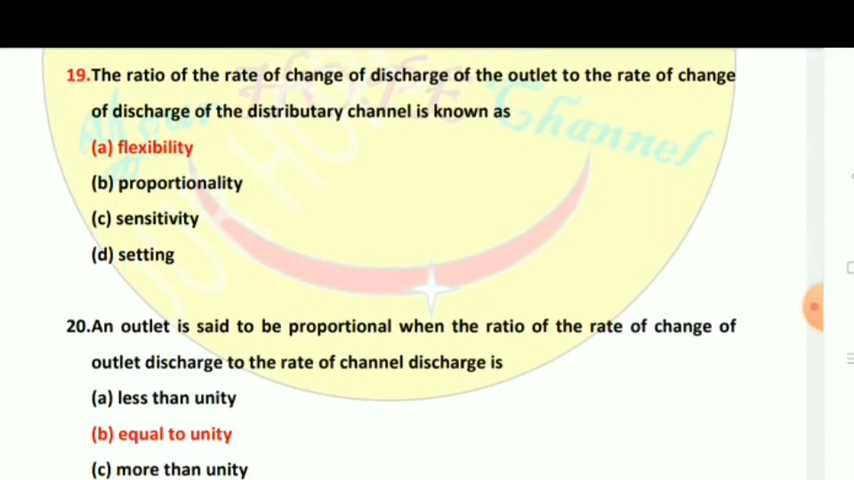 19.The ratio of the rate of change of discharge of the outlet to the rate of change
of discharge of the distributary channel is known as
(a) flexibility
(b) proportionality
(c) sensitivity
(d) setting
20.An outlet is said to be proportional when the ratio of the rate of change of
outlet discharge to the rate of channel discharge is
(a) less than unity
(b) equal to unity
(c) more than unity
Channel